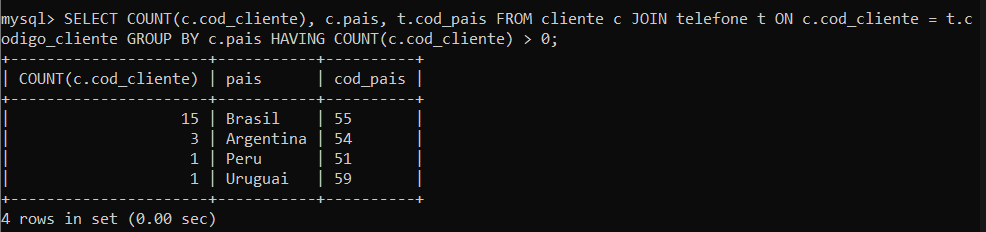 mysql> SELECT COUNT(c.cod_cliente), c.pais, t.cod_pais FROM cliente c JOIN telefone t ON c.cod_cliente = t.c
odigo_cliente GROUP BY c.pais HAVING COUNT(c.cod_cliente) > 0;
+----------------------+-----------+----------+
| COUNT(c.cod_cliente) | pais      | cod_pais |
+----------------------+-----------+----------+
|                   15 | Brasil    | 55       |
|                    3 | Argentina | 54       |
|                    1 | Peru      | 51       |
|                    1 | Uruguai   | 59       |
+----------------------+-----------+----------+
4 rows in set (0.00 sec)